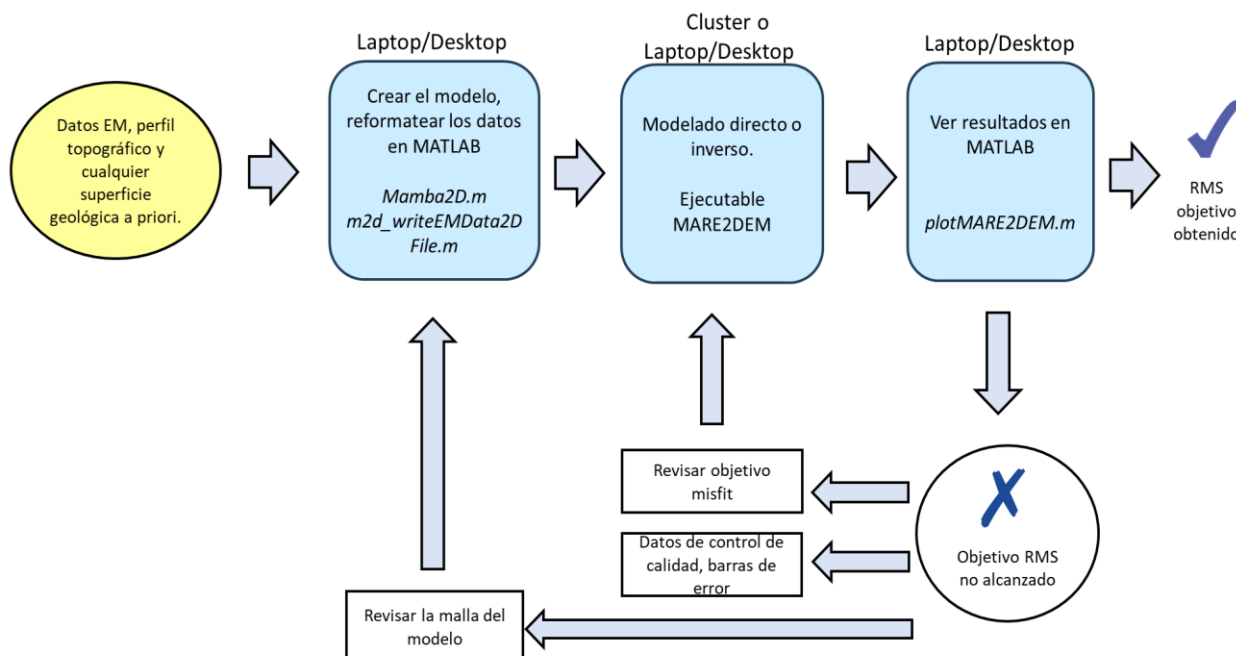 Laptop/Desktop
Cluster o
Laptop/Desktop
Laptop/Desktop
Datos EM, perfil
topográfico y
cualquier
superficie
geológica a priori.
Crear el modelo,
reformatear los datos
en MATLAB
Mamba2D.m
m2d_writeEMData2D
File.m
Modelado directo o
inverso.
Ejecutable
MARE2DEM
Ver resultados en
MATLAB
plotMARE2DEM.m
RMS
objetivo
obtenido
Revisar objetivo
misfit
Datos de control de
calidad, barras de
error
Objetivo RMS
no alcanzado
Revisar la malla del
modelo